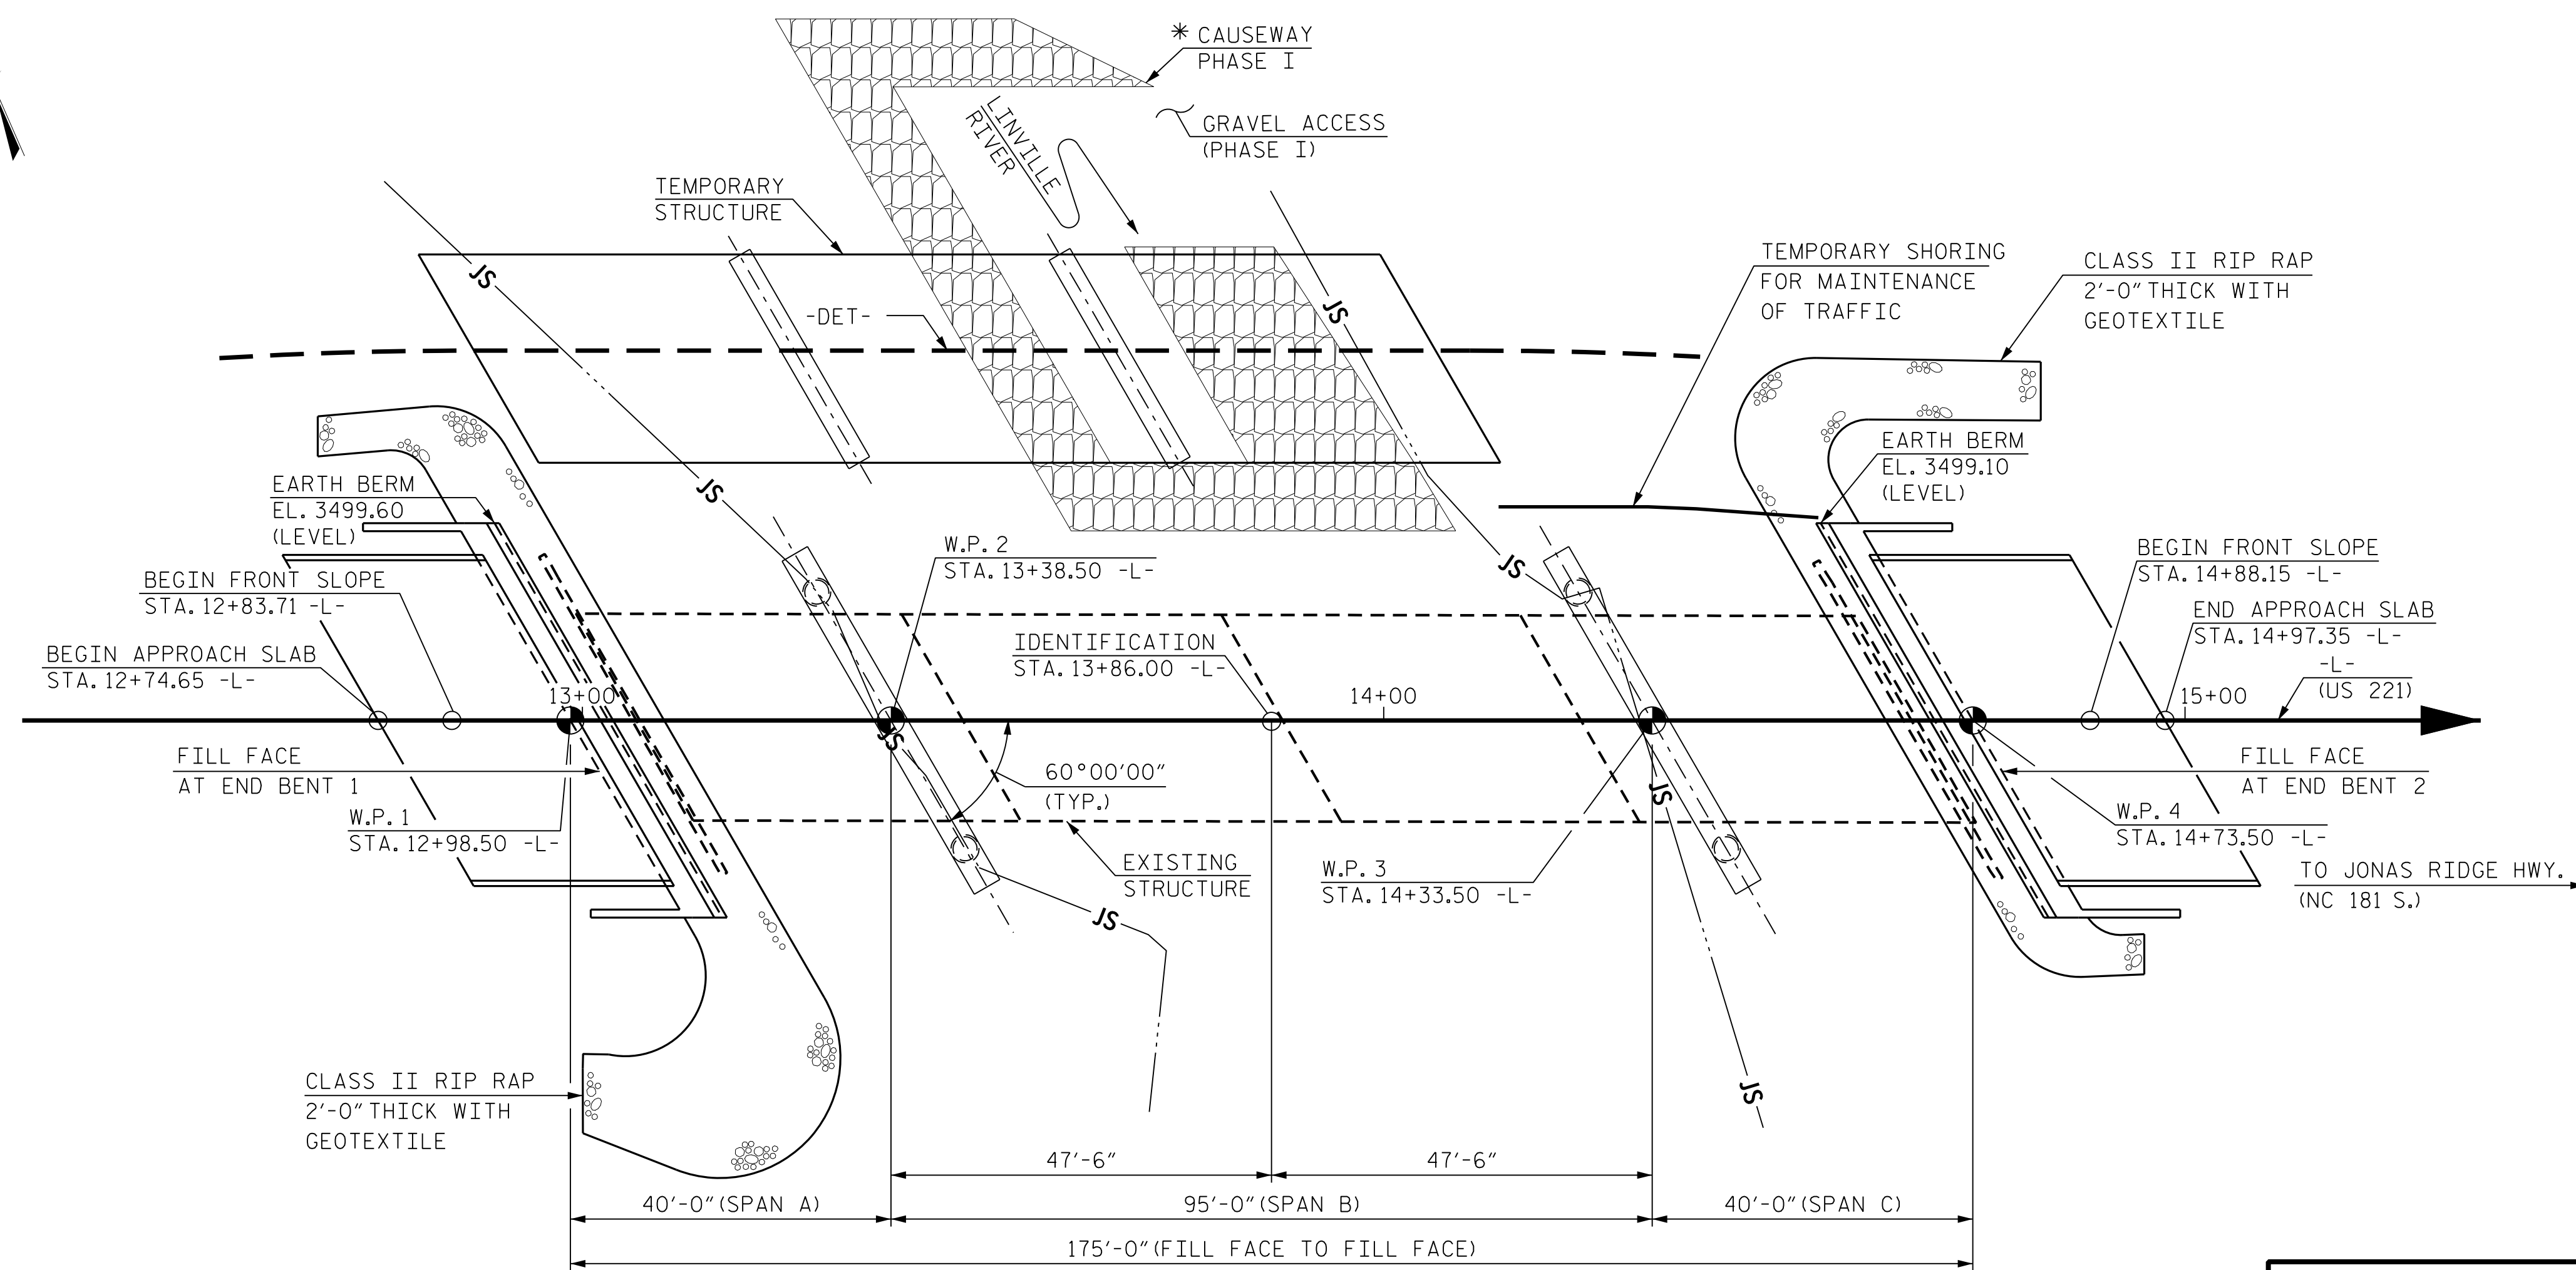 * CAUSEWAY
PHASE I
GRAVEL ACCESS
(PHASE I)
LINVILLE
RIVER
TEMPORARY
STRUCTURE
JS
JS
-DET-
TEMPORARY SHORING
FOR MAINTENANCE
OF TRAFFIC
CLASS II RIP RAP
2'-0" THICK WITH
GEOTEXTILE
EARTH BERM
EL. 3499.10
(LEVEL)
EARTH BERM
EL. 3499.60
(LEVEL)
JS
JS
W.P. 2
STA. 13+38.50 -L-
BEGIN FRONT SLOPE
STA. 12+83.71 -L-
BEGIN FRONT SLOPE
STA. 14+88.15 -L-
BEGIN APPROACH SLAB
STA. 12+74.65 -L-
IDENTIFICATION
STA. 13+86.00 -L-
END APPROACH SLAB
STA. 14+97.35 -L-
-L-
(US 221)
13+00
14+00
15+00
JS
FILL FACE
AT END BENT 1
60°00'00"
(TYP.)
JS
FILL FACE
AT END BENT 2
W.P. 1
STA. 12+98.50 -L-
W.P. 4
STA. 14+73.50 -L-
EXISTING
STRUCTURE
W.P. 3
STA. 14+33.50 -L-
TO JONAS RIDGE HWY.
(NC 181 S.)
JS
JS
CLASS II RIP RAP
2'-0" THICK WITH
GEOTEXTILE
47'-6"
47'-6"
40'-0" (SPAN A)
95'-0" (SPAN B)
40'-0" (SPAN C)
175'-0" (FILL FACE TO FILL FACE)